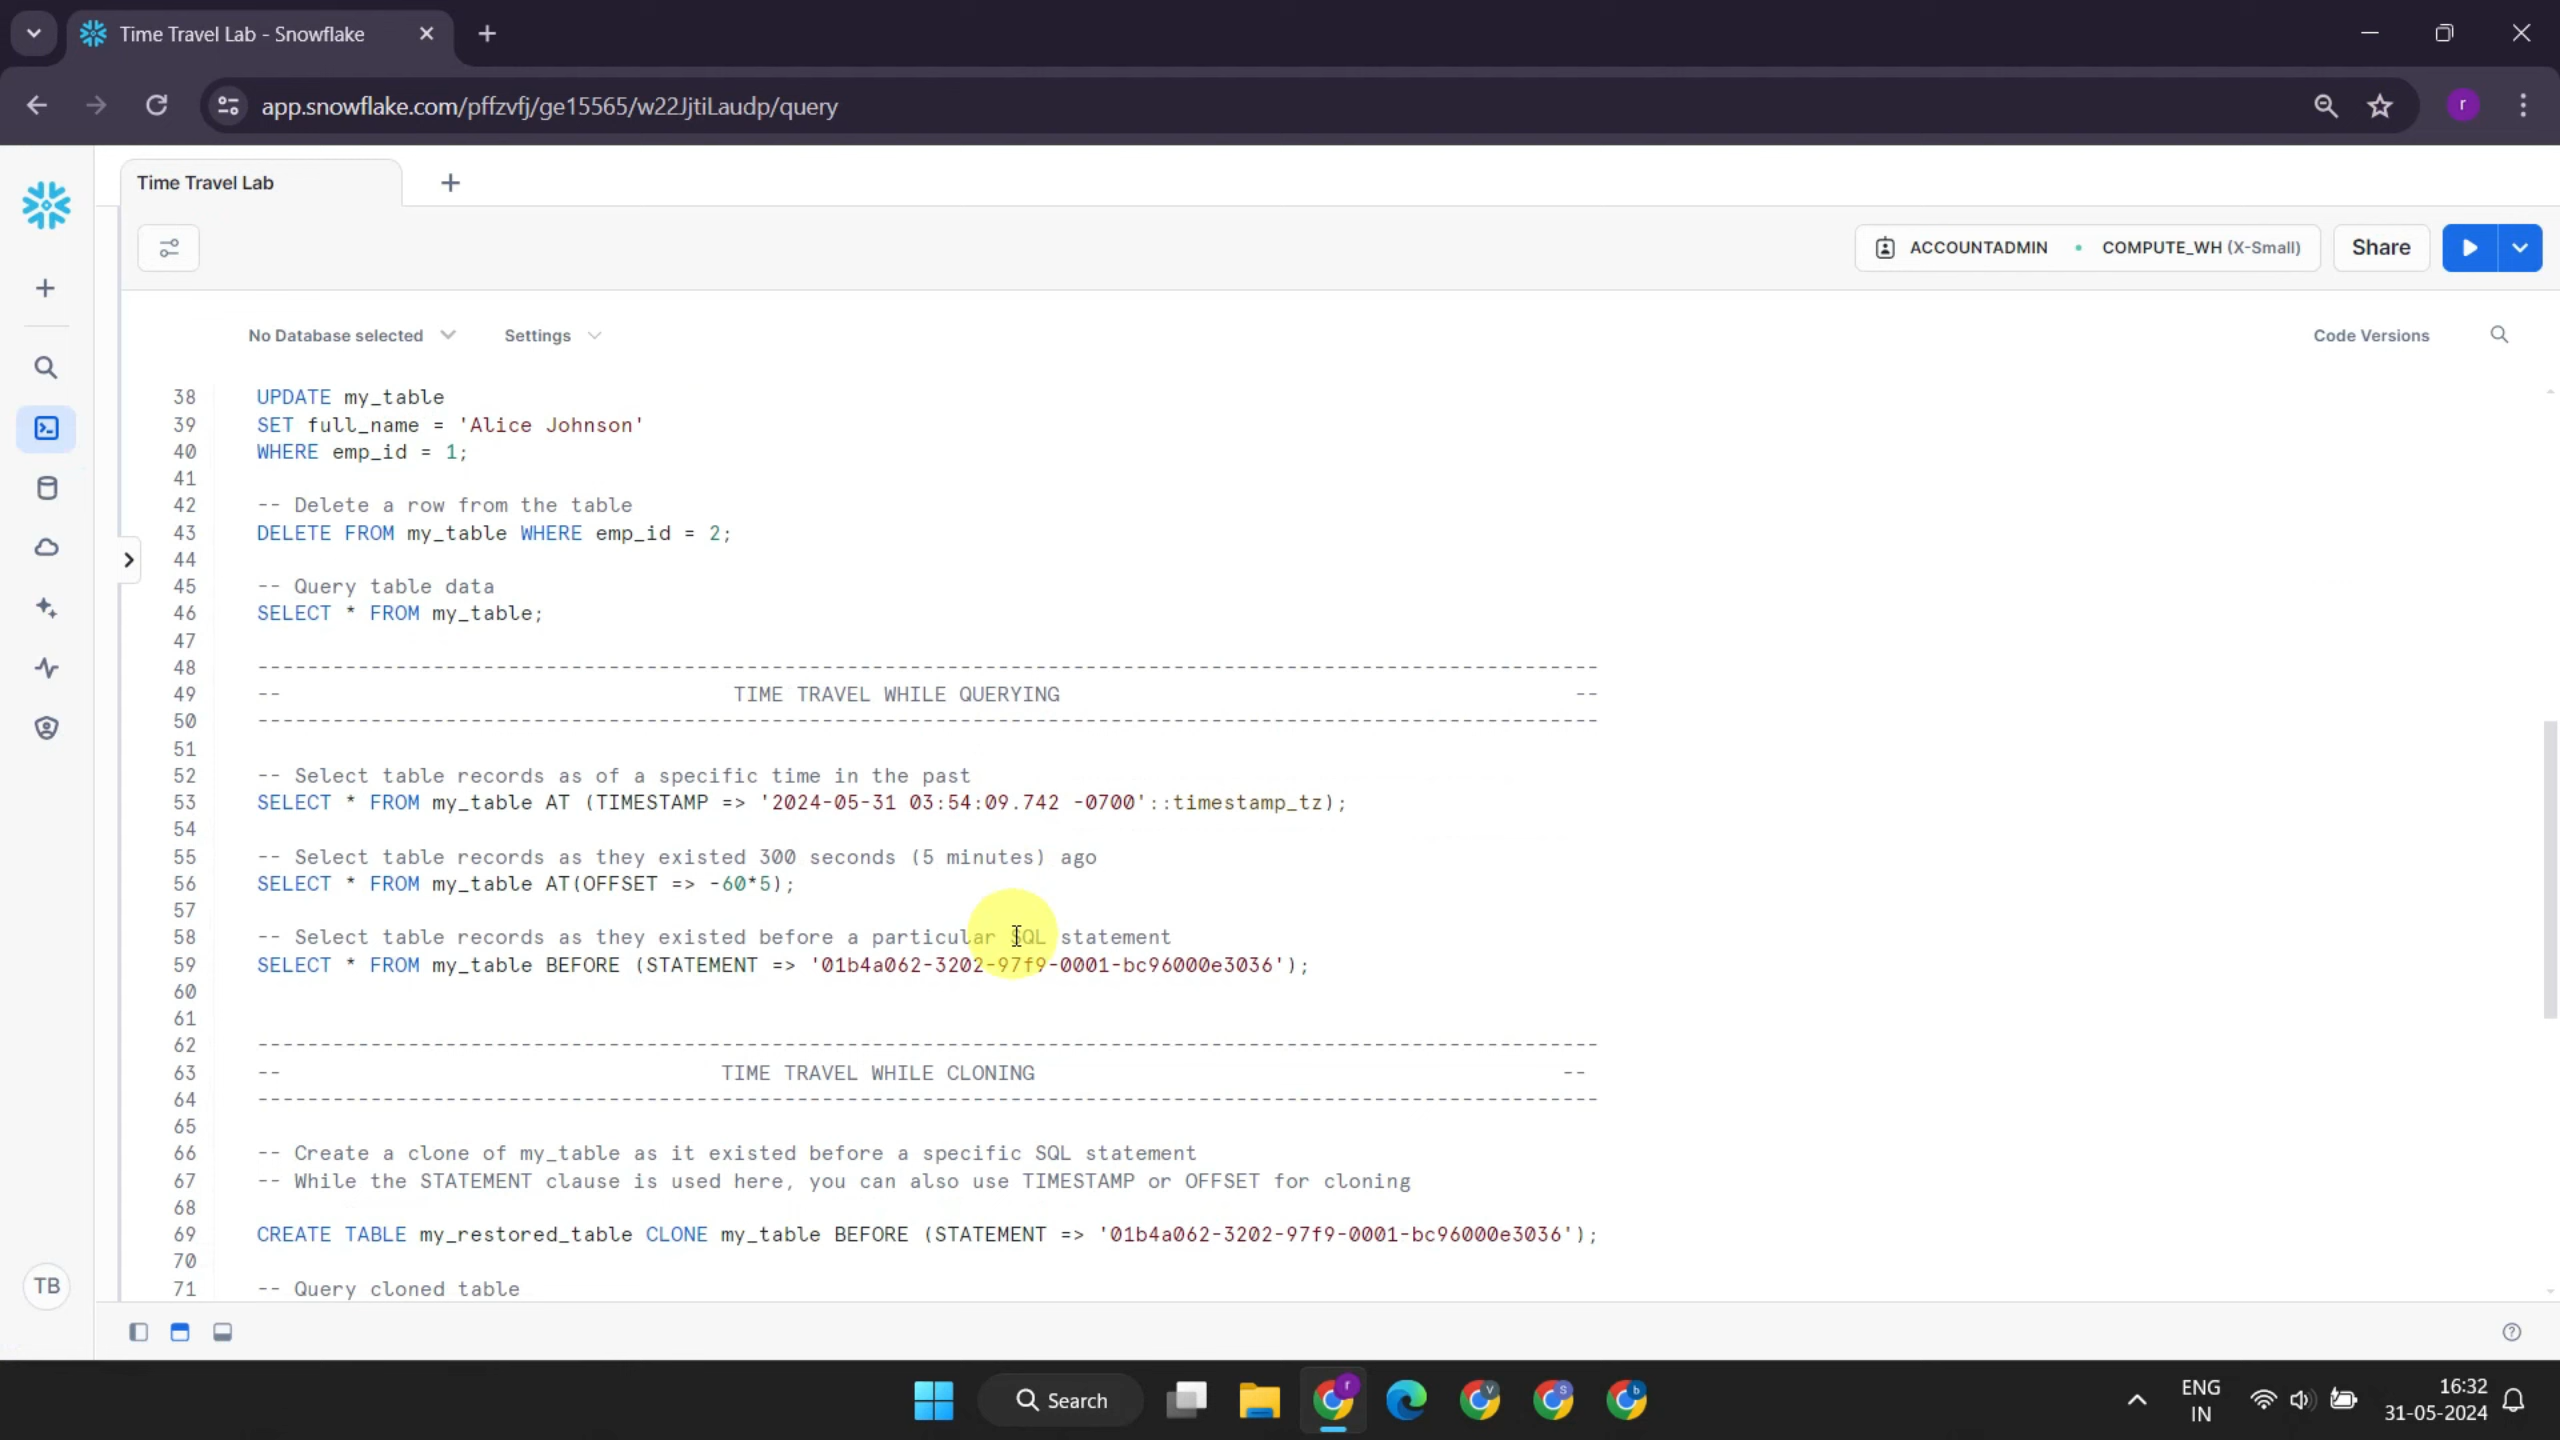 Time Travel Lab - Snowflake
app.snowflake.com/pffzvfj/ge15565/w22JjtiLaudp/query
r
Time Travel Lab
ACCOUNTADMIN
COMPUTE_WH (X-Small)
Share
No Database selected
Settings
Code Versions
38 UPDATE my_table
39 SET full_name = 'Alice Johnson'
40 WHERE emp_id = 1;
41
42 -- Delete a row from the table
43 DELETE FROM my_table WHERE emp_id = 2;
44
45 -- Query table data
46 SELECT * FROM my_table;
47
48 -----------------------------------------------------------------------------------------------------------
49 -- TIME TRAVEL WHILE QUERYING --
50 -----------------------------------------------------------------------------------------------------------
51
52 -- Select table records as of a specific time in the past
53 SELECT * FROM my_table AT (TIMESTAMP => '2024-05-31 03:54:09.742 -0700'::timestamp_tz);
54
55 -- Select table records as they existed 300 seconds (5 minutes) ago
56 SELECT * FROM my_table AT(OFFSET => -60*5);
57
58 -- Select table records as they existed before a particular SQL statement
59 SELECT * FROM my_table BEFORE (STATEMENT => '01b4a062-3202-97f9-0001-bc96000e3036');
60
61
62 -----------------------------------------------------------------------------------------------------------
63 -- TIME TRAVEL WHILE CLONING --
64 -----------------------------------------------------------------------------------------------------------
65
66 -- Create a clone of my_table as it existed before a specific SQL statement
67 -- While the STATEMENT clause is used here, you can also use TIMESTAMP or OFFSET for cloning
68
69 CREATE TABLE my_restored_table CLONE my_table BEFORE (STATEMENT => '01b4a062-3202-97f9-0001-bc96000e3036');
70
71 -- Query cloned table
TB
Search
r
V
S
b
ENG
IN
16:32
31-05-2024